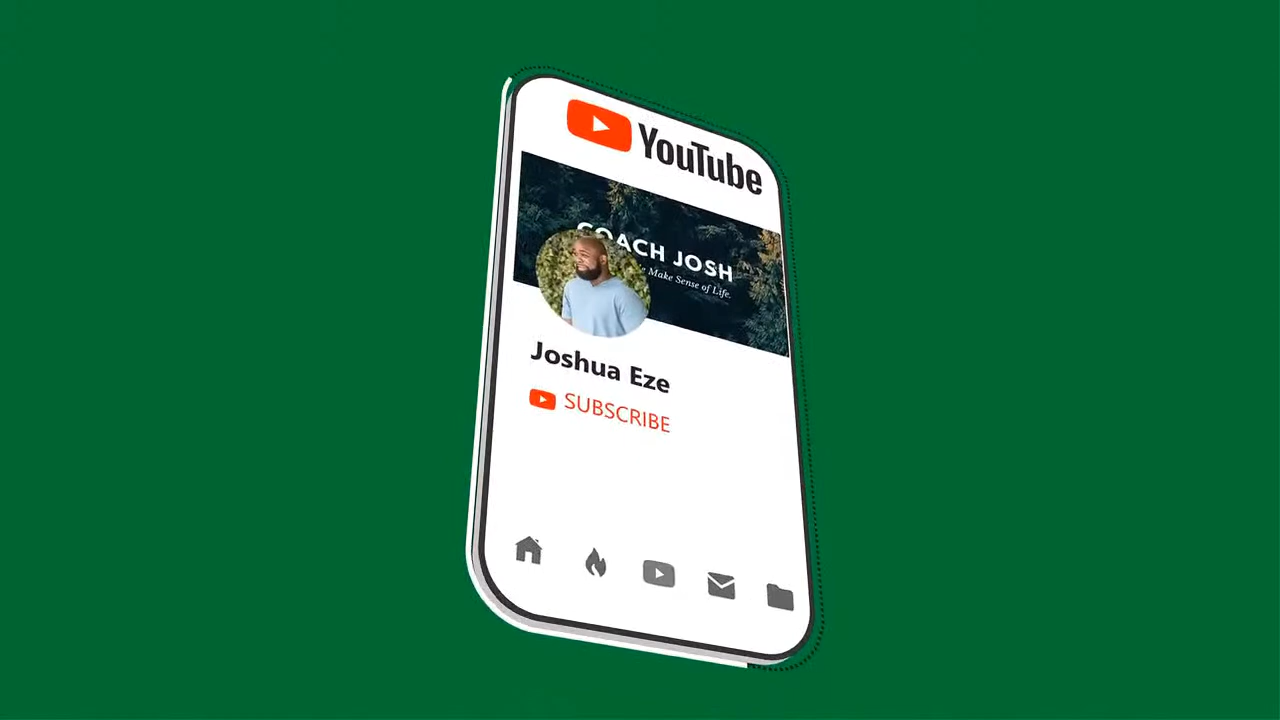 YouTube
COACH JOSH
Make Sense of Life.
Joshua Eze
SUBSCRIBE